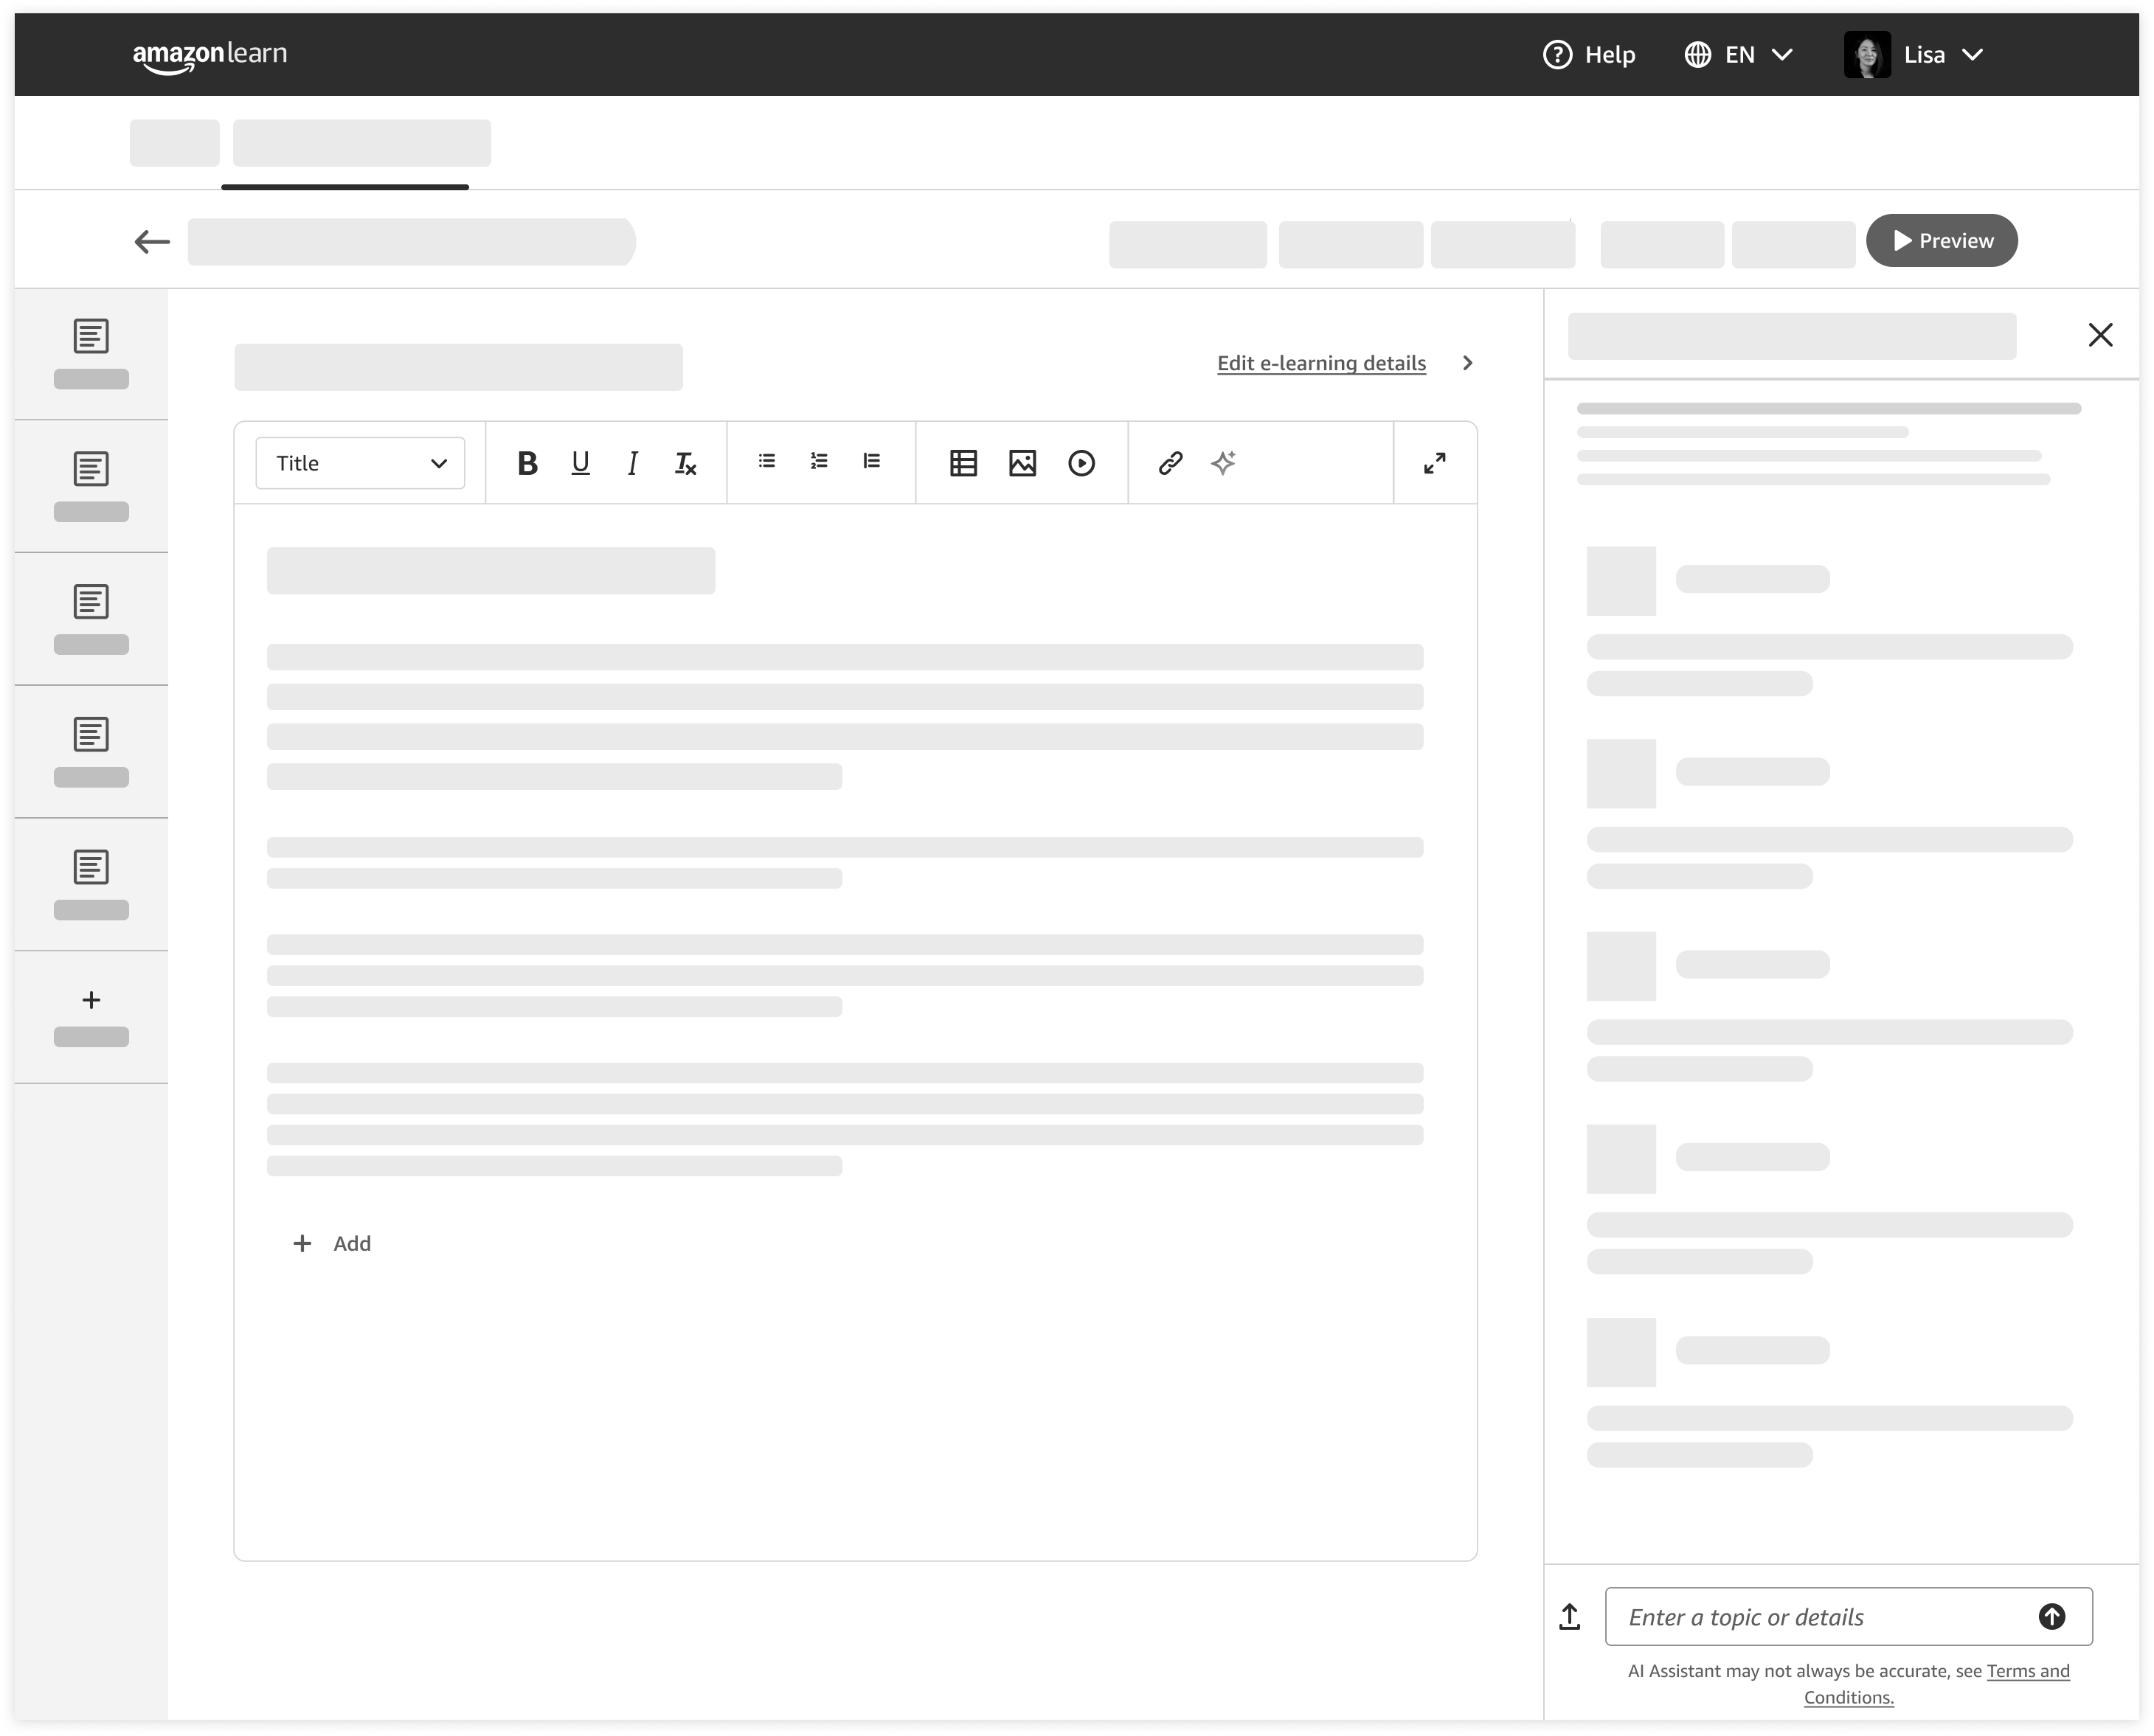 amazon learn
Help
EN
Lisa
Preview
Edit e-learning details
Title
B U I Tx
+ Add
Enter a topic or details
AI Assistant may not always be accurate, see Terms and
Conditions.